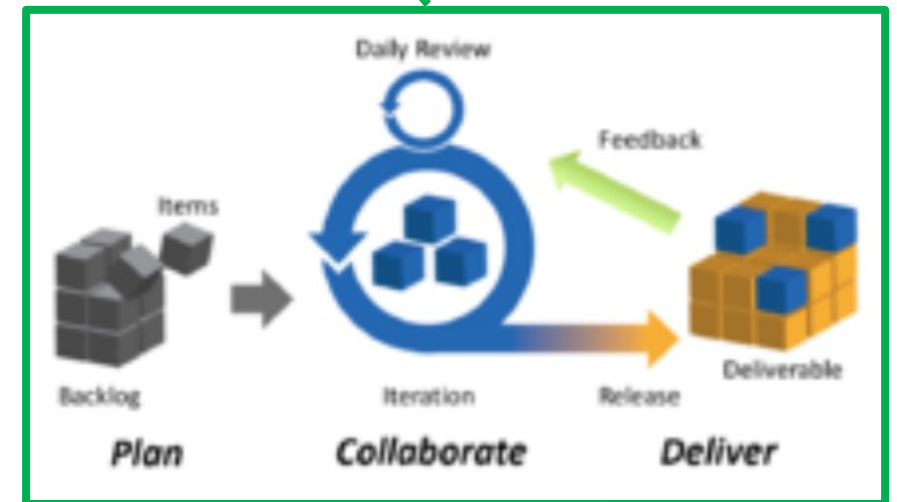 Daily Review
Feedback
Items
Deliverable
Backlog
Iteration
Release
Plan
Collaborate
Deliver